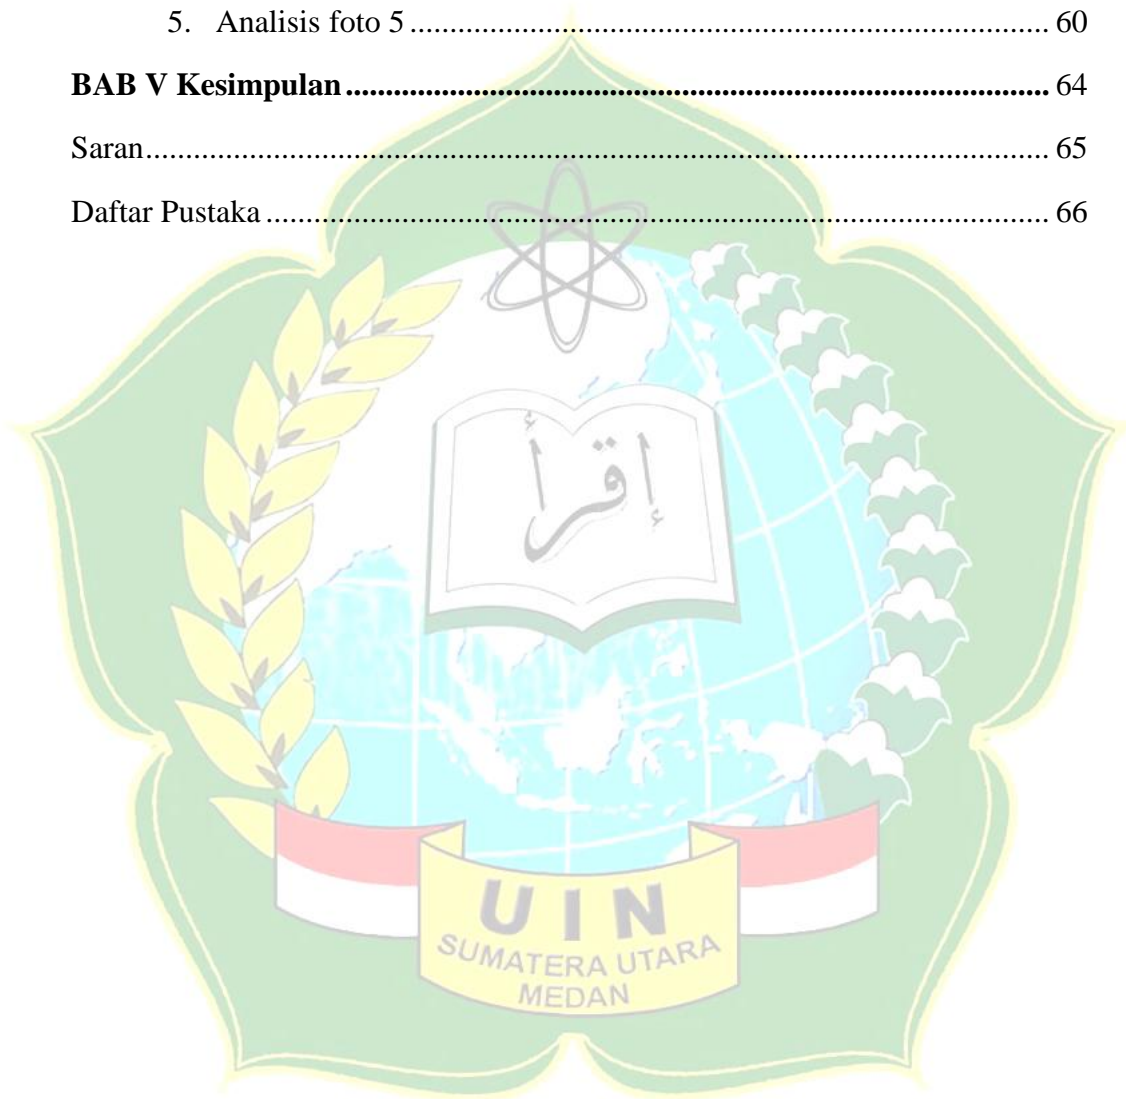 5. Analisis foto 5 ................................................................................ 60
BAB V Kesimpulan ........................................................................................ 64
Saran ................................................................................................................. 65
Daftar Pustaka .................................................................................................. 66
إقرأ
UIN
SUMATERA UTARA
MEDAN